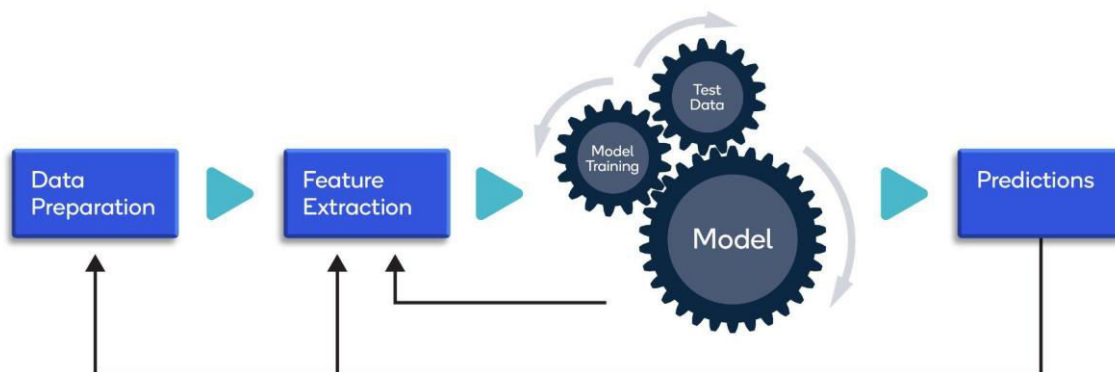 Data
Preparation
Feature
Extraction
Model
Training
Test
Data
Model
Predictions